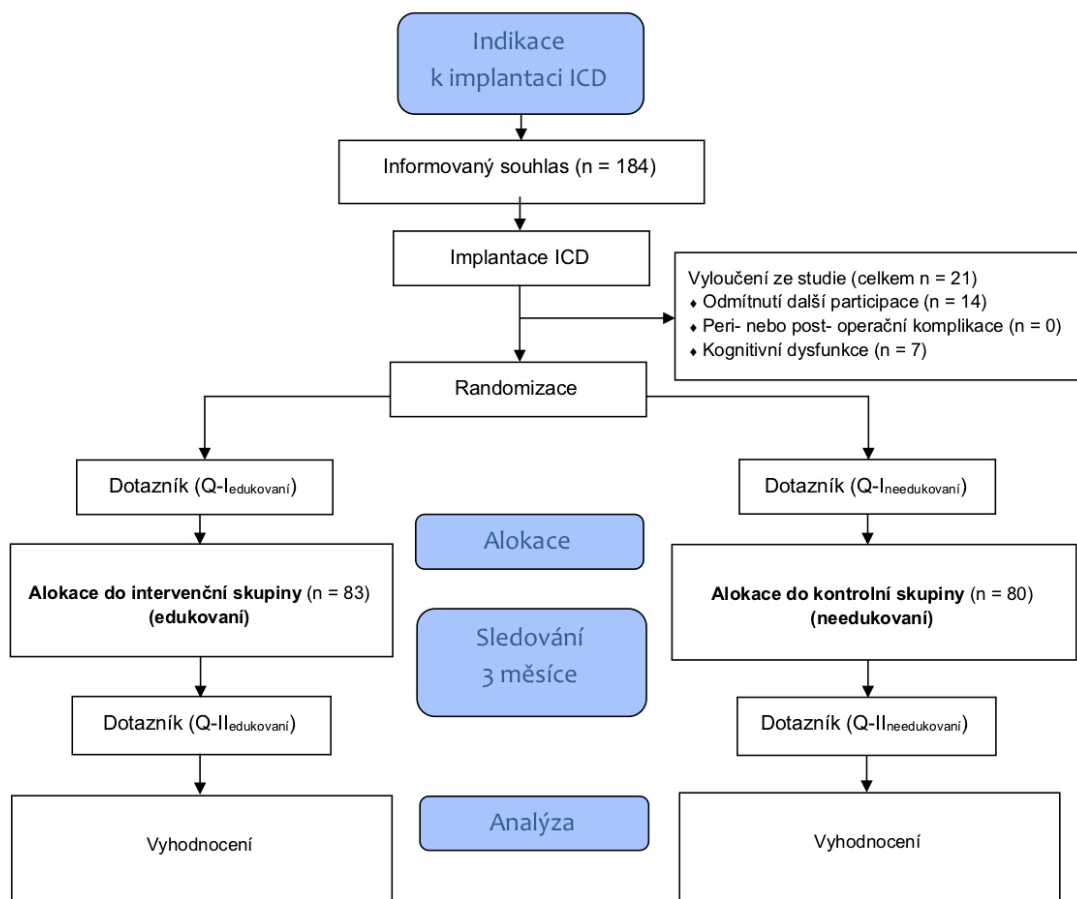 Indikace
k implantaci ICD
Informovaný souhlas (n = 184)
Implantace ICD
Vyloučení ze studie (celkem n = 21)
♦ Odmítnutí další participace (n = 14)
♦ Peri- nebo post- operační komplikace (n = 0)
♦ Kognitivní dysfunkce (n = 7)
Randomizace
Dotazník (Q-Iedukovaní)
Dotazník (Q-Ineedukovaní)
Alokace
Alokace do intervenční skupiny (n = 83)
(edukovaní)
Alokace do kontrolní skupiny (n = 80)
(needukovaní)
Sledování
3 měsíce
Dotazník (Q-IIedukovaní)
Dotazník (Q-IIneedukovaní)
Analýza
Vyhodnocení
Vyhodnocení